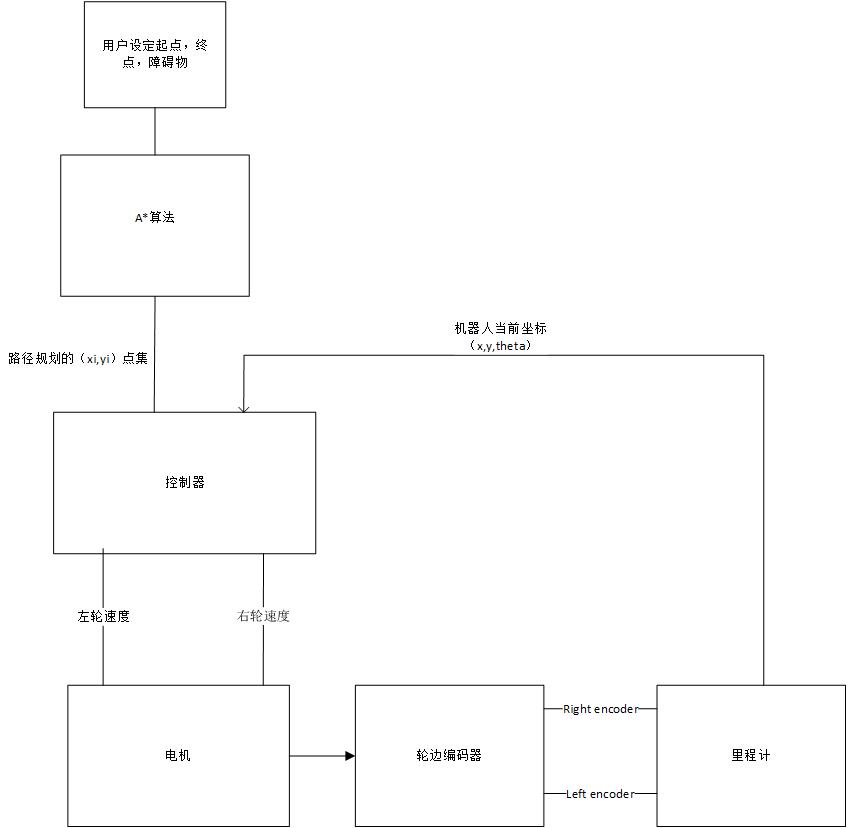 用户设定起点，终
点，障碍物
A*算法
路径规划的（xi,yi）点集
机器人当前坐标
（x,y,theta）
控制器
左轮速度
右轮速度
电机
轮边编码器
Right encoder
Left encoder
里程计